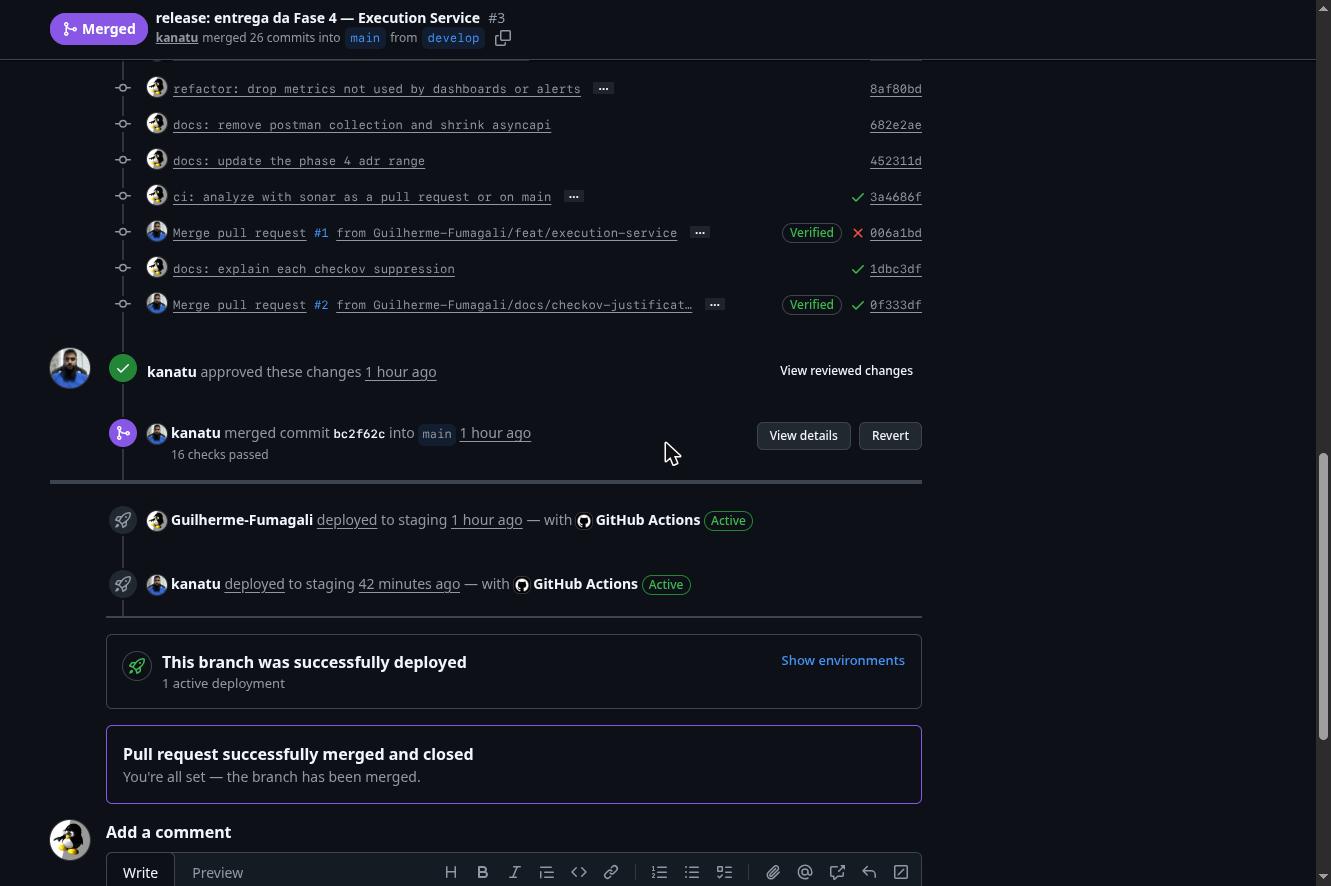 Merged
release: entrega da Fase 4 — Execution Service #3
kanatu merged 26 commits into main from develop
refactor: drop metrics not used by dashboards or alerts ... 8af80bd
docs: remove postman collection and shrink asyncapi 682e2ae
docs: update the phase 4 adr range 452311d
ci: analyze with sonar as a pull request or on main ... 3a4686f
Merge pull request #1 from Guilherme-Fumagali/feat/execution-service ... Verified 006a1bd
docs: explain each checkov suppression 1dbc3df
Merge pull request #2 from Guilherme-Fumagali/docs/checkov-justificat… ... Verified 0f333df
kanatu approved these changes 1 hour ago View reviewed changes
kanatu merged commit bc2f62c into main 1 hour ago View details Revert
16 checks passed
Guilherme-Fumagali deployed to staging 1 hour ago — with GitHub Actions Active
kanatu deployed to staging 42 minutes ago — with GitHub Actions Active
This branch was successfully deployed Show environments
1 active deployment
Pull request successfully merged and closed
You're all set — the branch has been merged.
Add a comment
Write Preview